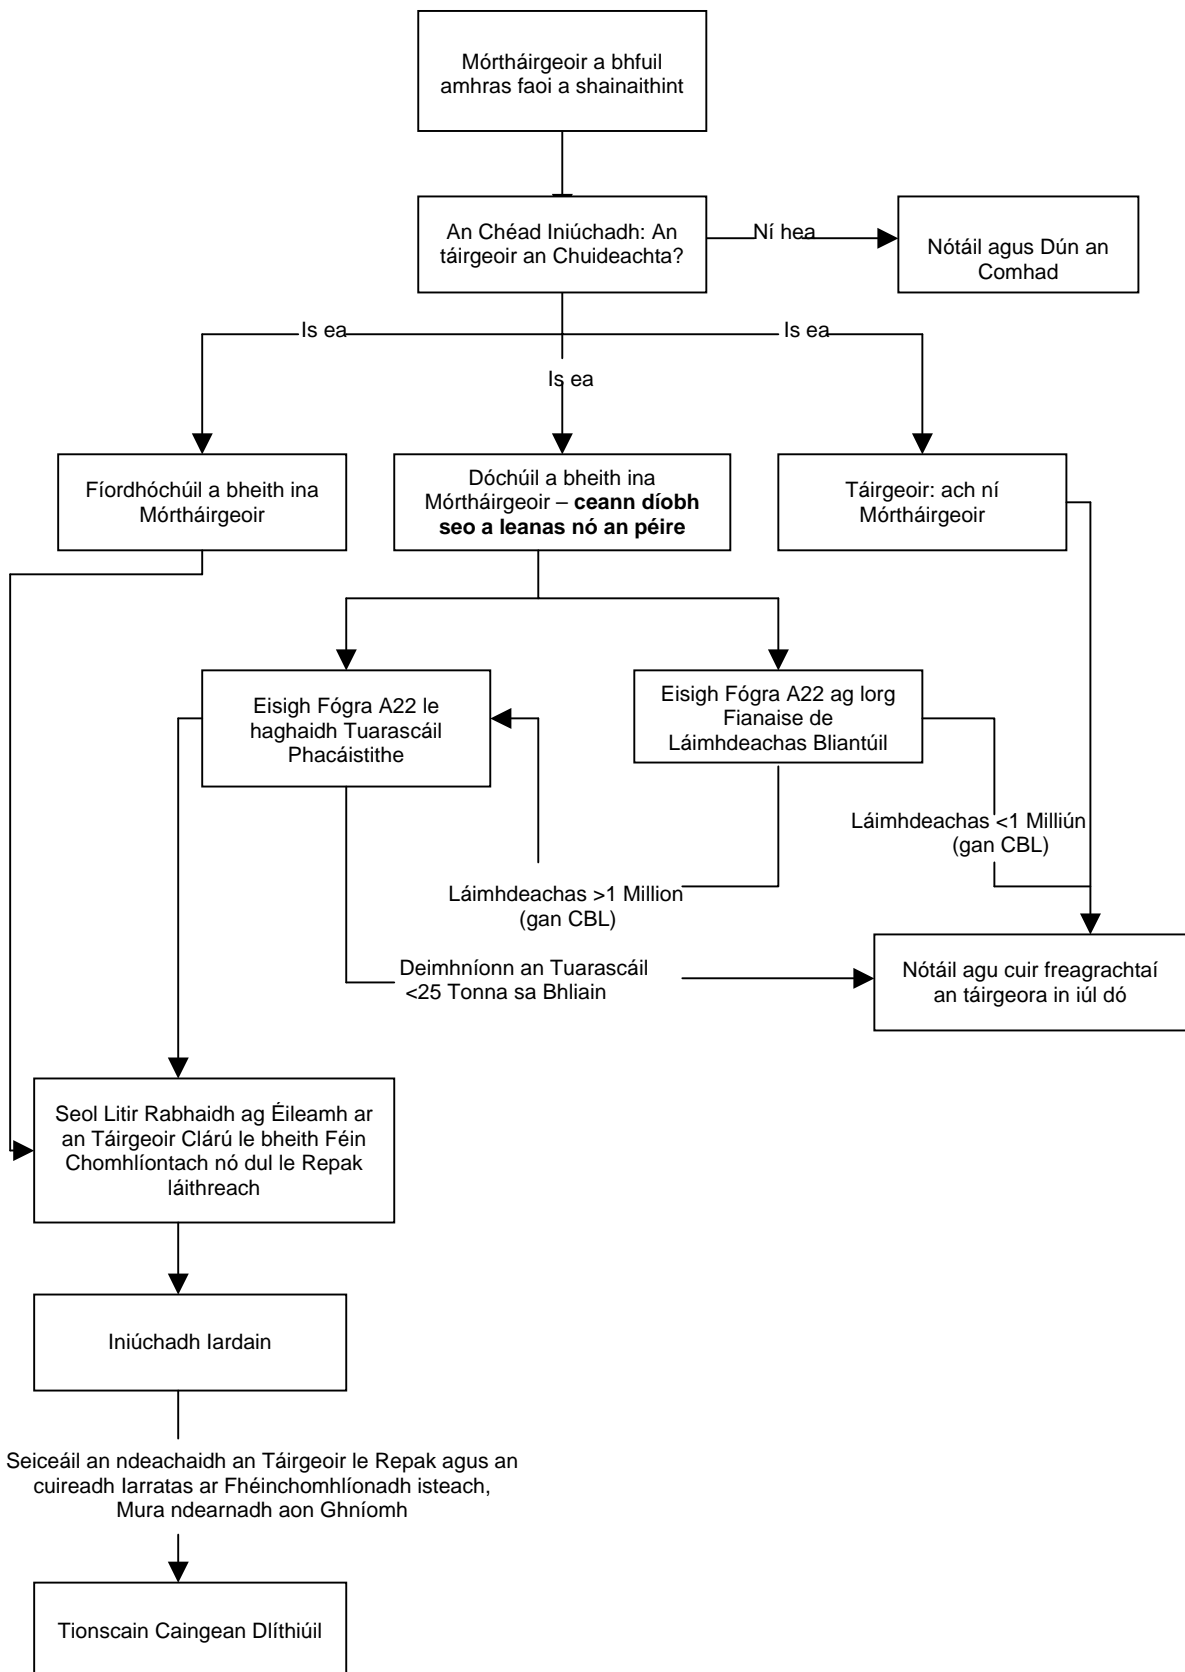 Mórtháirgeoir a bhfuil
amhras faoi a shainaithint
An Chéad Iniúchadh: An
táirgeoir an Chuideachta?
Ní hea
Nótáil agus Dún an
Comhad
Is ea
Is ea
Is ea
Fíordhóchúil a bheith ina
Mórtháirgeoir
Dóchúil a bheith ina
Mórtháirgeoir – ceann díobh
seo a leanas nó an péire
Táirgeoir: ach ní
Mórtháirgeoir
Eisigh Fógra A22 le
haghaidh Tuarascáil
Phacáistithe
Eisigh Fógra A22 ag lorg
Fianaise de
Láimhdeachas Bliantúil
Láimhdeachas <1 Milliún
(gan CBL)
Láimhdeachas >1 Million
(gan CBL)
Deimhníonn an Tuarascáil
<25 Tonna sa Bhliain
Nótáil agu cuir freagrachtaí
an táirgeora in iúl dó
Seol Litir Rabhaidh ag Éileamh ar
an Táirgeoir Clárú le bheith Féin
Chomhlíontach nó dul le Repak
láithreach
Iniúchadh Iardain
Seiceáil an ndeachaidh an Táirgeoir le Repak agus an
cuireadh Iarratas ar Fhéinchomhlíonadh isteach,
Mura ndearnadh aon Ghníomh
Tionscain Caingean Dlíthiúil